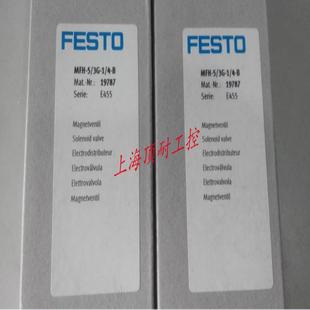 FESTO
MFH-5/3G-1/4-B
Mat.-Nr.: 19787
Serie: E455
Magnetventil
Solenoid valve
Electrodistributeur
Electroválvola
Elettrovalvola
Magnetventil
FESTO
MFH-5/3G-1/4-B
Mat.-Nr.: 19787
Serie: E455
Magnetventil
Solenoid valve
Electrodistributeur
Electroválvola
Elettrovalvola
Magnetventil
上海顶耐工控